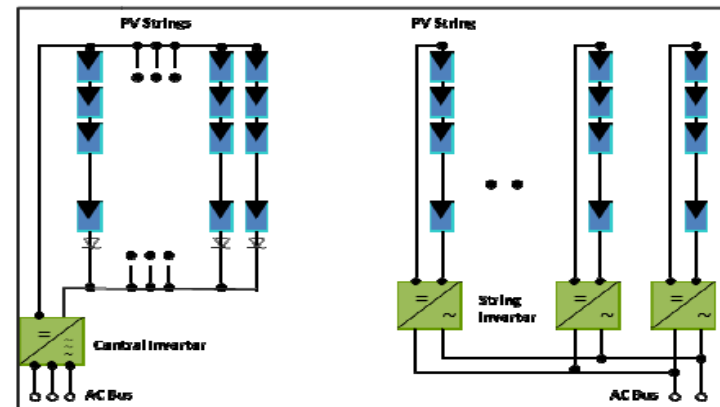 PV Strings
PV String
String
Inverter
Central Inverter
AC Bus
AC Bus